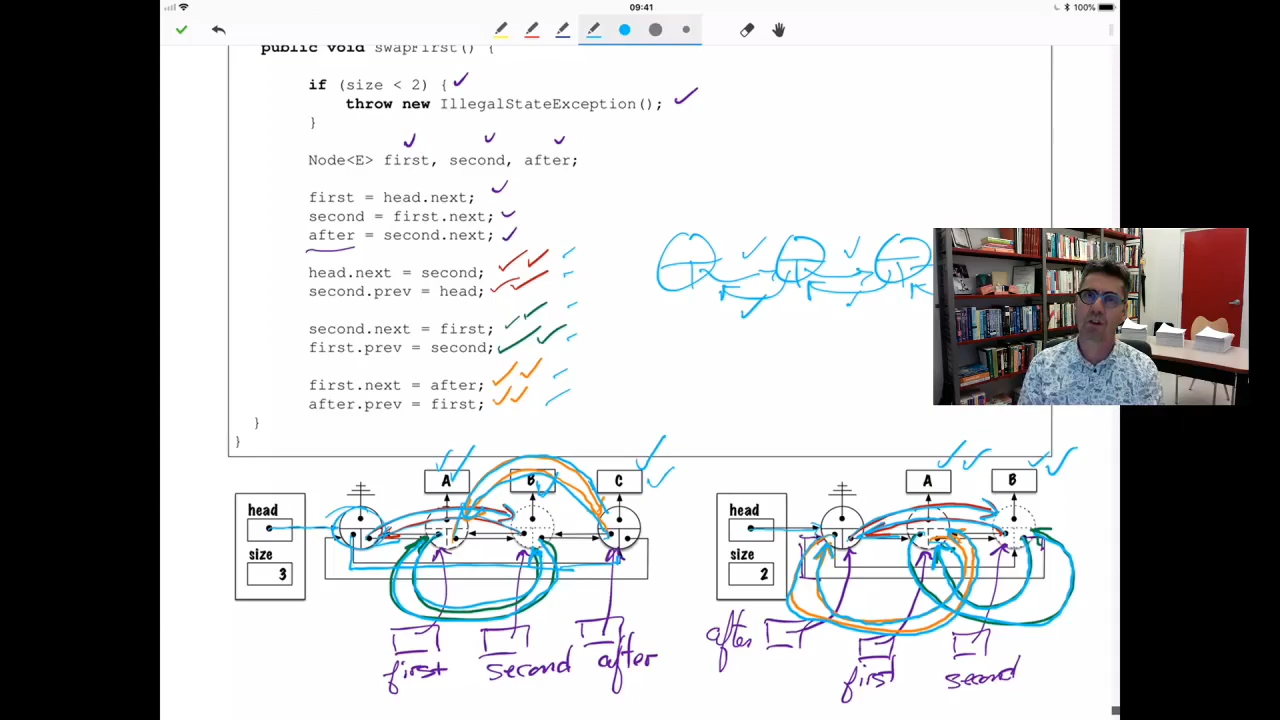 09:41
100%
public void swapFirst() {
if (size < 2) {
throw new IllegalStateException();
}
Node<E> first, second, after;
first = head.next;
second = first.next;
after = second.next;
head.next = second;
second.prev = head;
second.next = first;
first.prev = second;
first.next = after;
after.prev = first;
}
}
A B C
head
size
3
first second after
A B
head
size
2
after first second